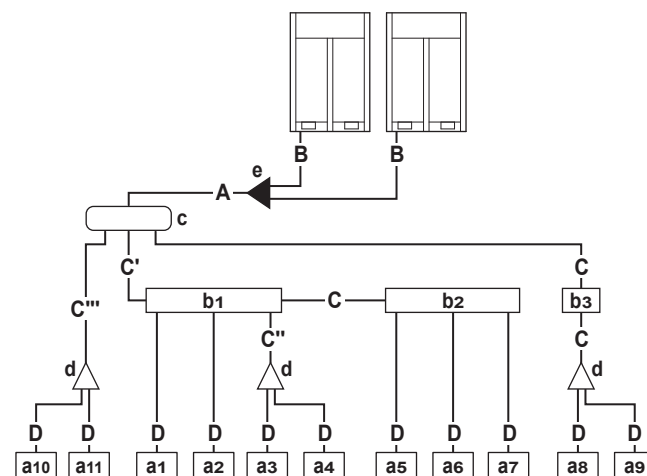 B B
e
A
c
C' C
C''' b1 C b2 b3
C'' C
d d d
D D D D D D D D D D D
a10 a11 a1 a2 a3 a4 a5 a6 a7 a8 a9